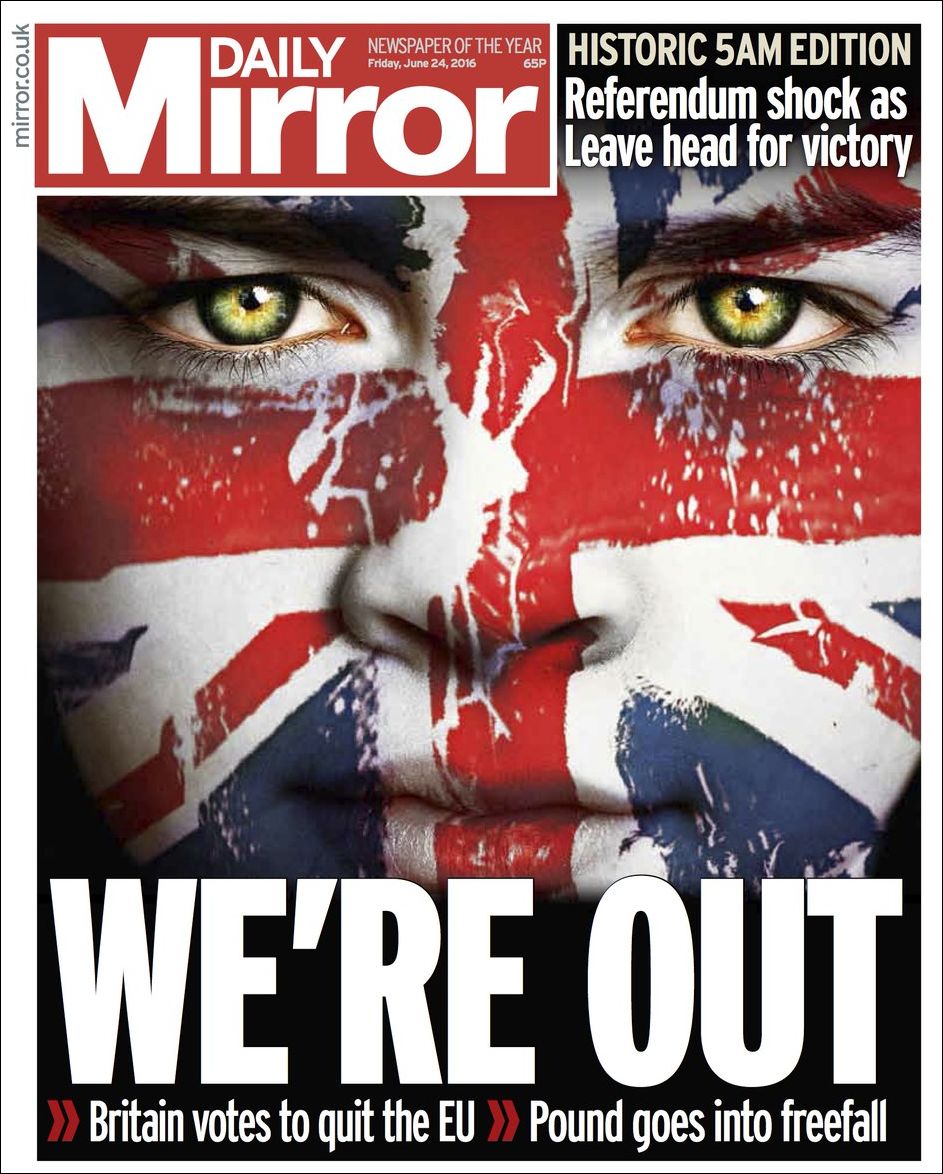 mirror.co.uk
DAILY
Mirror
NEWSPAPER OF THE YEAR
Friday, June 24, 2016 65P
HISTORIC 5AM EDITION
Referendum shock as
Leave head for victory
WE'RE OUT
» Britain votes to quit the EU » Pound goes into freefall